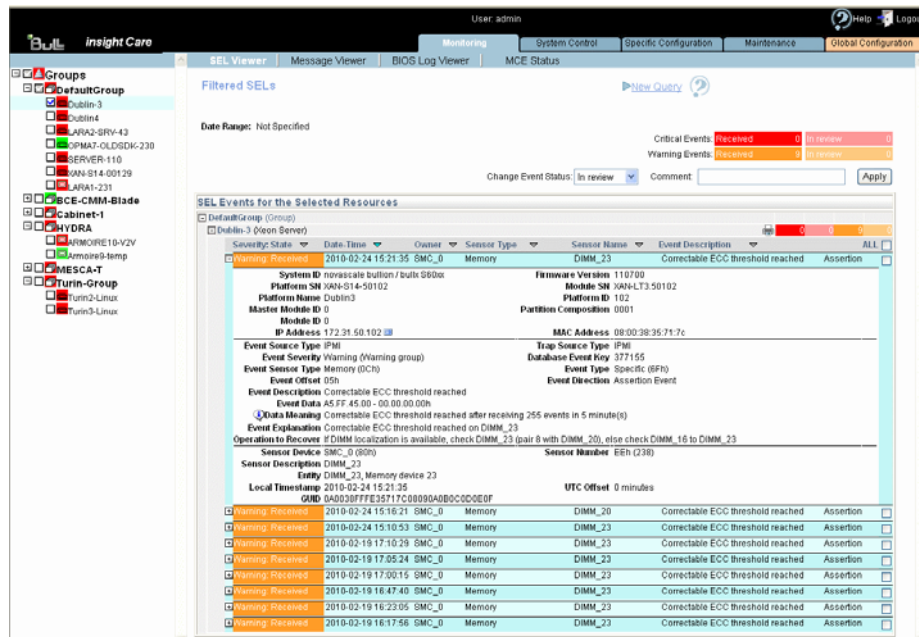 User: admin
Help Logou
Bull insight Care
Monitoring System Control Specific Configuration Maintenance Global Configuration
SEL Viewer Message Viewer BIOS Log Viewer MCE Status
Groups
DefaultGroup
Dublin-3
Dublin4
LARA2-SRV-43
OPMA7-OLDSDK-230
SERVER-110
XAN-S14-00129
LARA1-231
BCE-CMM-Blade
Cabinet-1
HYDRA
ARMOIRE10-V2V
Armoire9-temp
MESCA-T
Turin-Group
Turin2-Linux
Turin3-Linux
Filtered SELs
New Query
Date Range: Not Specified
Critical Events: Received 0 In review 0
Warning Events: Received 9 In review 0
Change Event Status: In review Comment: Apply
SEL Events for the Selected Resources
DefaultGroup (Group)
Dublin-3 (Xeon Server) 0 0 9 0
Severity: State Date-Time Owner Sensor Type Sensor Name Event Description ALL
Warning: Received 2010-02-24 15:21:35 SMC_0 Memory DIMM_23 Correctable ECC threshold reached Assertion
System ID novascale bullion / bullx S60xx Firmware Version 110700
Platform SN XAN-S14-50102 Module SN XAN-LT3.50102
Platform Name Dublin3 Platform ID 102
Master Module ID 0 Partition Composition 0001
Module ID 0
IP Address 172.31.50.102 MAC Address 08:00:38:35:71:7c
Event Source Type IPMI Trap Source Type IPMI
Event Severity Warning (Warning group) Database Event Key 377155
Event Sensor Type Memory (0Ch) Event Type Specific (6Fh)
Event Offset 05h Event Direction Assertion Event
Event Description Correctable ECC threshold reached
Event Data A5.FF.45.00 - 00.00.00.00h
Data Meaning Correctable ECC threshold reached after receiving 255 events in 5 minute(s)
Event Explanation Correctable ECC threshold reached on DIMM_23
Operation to Recover If DIMM localization is available, check DIMM_23 (pair 8 with DIMM_20), else check DIMM_16 to DIMM_23
Sensor Device SMC_0 (80h) Sensor Number EEh (238)
Sensor Description DIMM_23
Entity DIMM_23, Memory device 23
Local Timestamp 2010-02-24 15:21:35 UTC Offset 0 minutes
GUID 0A0030FFFE35717C08090A0B0C0D0E0F
Warning: Received 2010-02-24 15:16:21 SMC_0 Memory DIMM_20 Correctable ECC threshold reached Assertion
Warning: Received 2010-02-24 15:10:53 SMC_0 Memory DIMM_23 Correctable ECC threshold reached Assertion
Warning: Received 2010-02-19 17:10:29 SMC_0 Memory DIMM_23 Correctable ECC threshold reached Assertion
Warning: Received 2010-02-19 17:05:24 SMC_0 Memory DIMM_23 Correctable ECC threshold reached Assertion
Warning: Received 2010-02-19 17:00:15 SMC_0 Memory DIMM_23 Correctable ECC threshold reached Assertion
Warning: Received 2010-02-19 16:47:40 SMC_0 Memory DIMM_23 Correctable ECC threshold reached Assertion
Warning: Received 2010-02-19 16:23:05 SMC_0 Memory DIMM_23 Correctable ECC threshold reached Assertion
Warning: Received 2010-02-19 16:17:56 SMC_0 Memory DIMM_23 Correctable ECC threshold reached Assertion